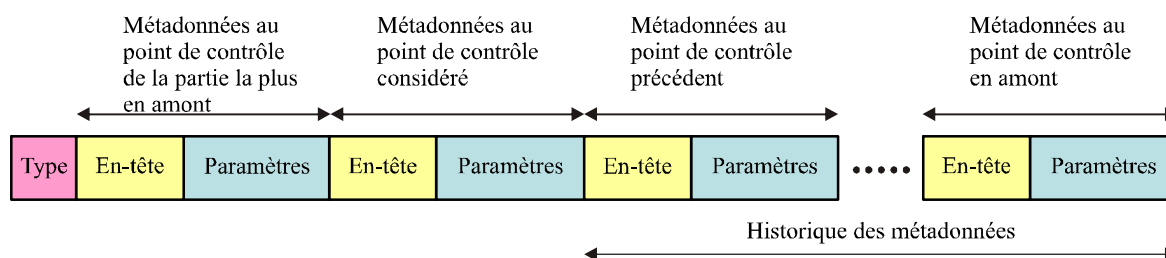 Métadonnées au
point de contrôle
de la partie la plus
en amont
Métadonnées au
point de contrôle
considéré
Métadonnées au
point de contrôle
précédent
Métadonnées au
point de contrôle
en amont
Type En-tête Paramètres En-tête Paramètres En-tête Paramètres En-tête Paramètres
Historique des métadonnées